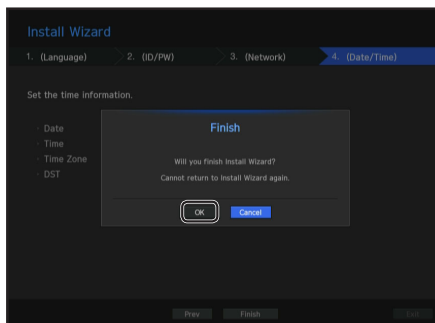 Install Wizard
1. (Language) 2. (ID/PW) 3. (Network) 4. (Date/Time)
Set the time information.
· Date
· Time
· Time Zone
· DST
Finish
Will you finish Install Wizard?
Cannot return to Install Wizard again.
OK Cancel
Prev Finish Exit